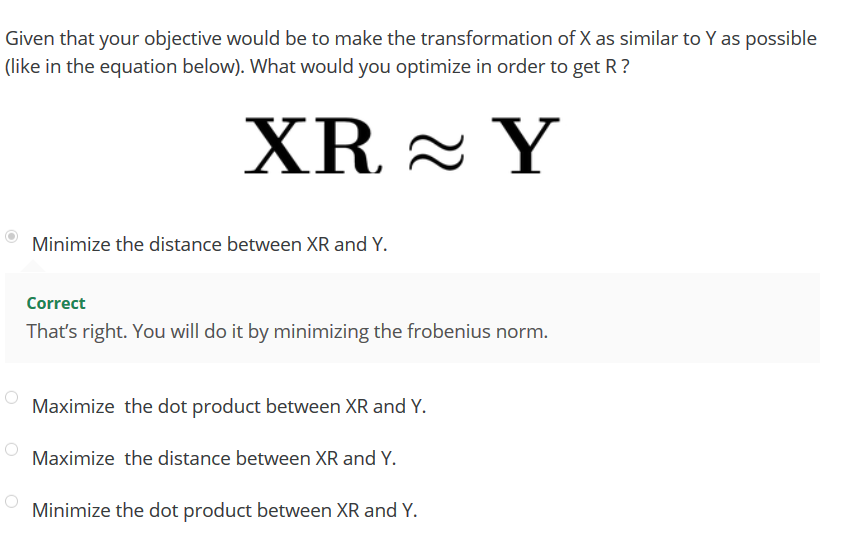 Given that your objective would be to make the transformation of X as similar to Y as possible
(like in the equation below). What would you optimize in order to get R ?
XR ≈ Y
Minimize the distance between XR and Y.
Correct
That's right. You will do it by minimizing the frobenius norm.
Maximize the dot product between XR and Y.
Maximize the distance between XR and Y.
Minimize the dot product between XR and Y.